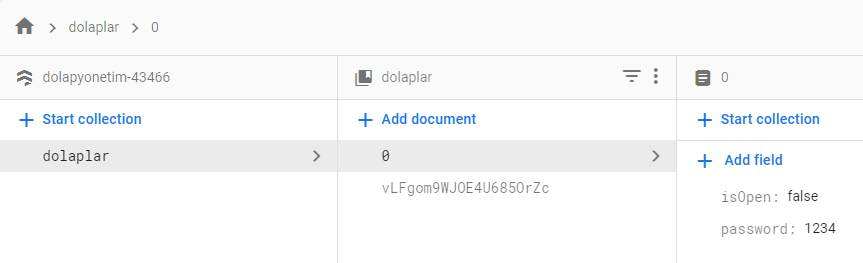 dolaplar > 0
dolapyonetim-43466
Start collection
dolaplar
dolaplar
Add document
0
vLFgom9WJOE4U685OrZc
0
Start collection
Add field
isOpen: false
password: 1234